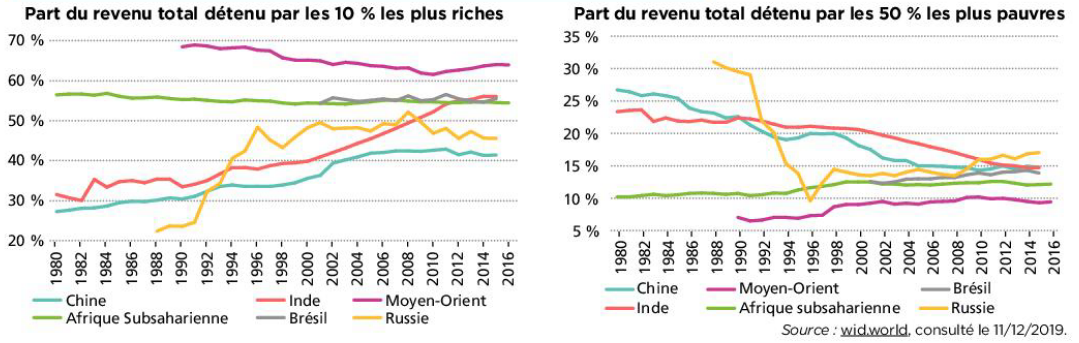 Part du revenu total détenu par les 10 % les plus riches
70 %
60 %
50 %
40 %
30 %
20 %
1980 1982 1984 1986 1988 1990 1992 1994 1996 1998 2000 2002 2004 2006 2008 2010 2012 2014 2016
Chine Inde Moyen-Orient
Afrique Subsaharienne Brésil Russie
Part du revenu total détenu par les 50 % les plus pauvres
35 %
30 %
25 %
20 %
15 %
10 %
5 %
1980 1982 1984 1986 1988 1990 1992 1994 1996 1998 2000 2002 2004 2006 2008 2010 2012 2014 2016
Chine Moyen-Orient Brésil
Inde Afrique subsaharienne Russie
Source : wid.world, consulté le 11/12/2019.